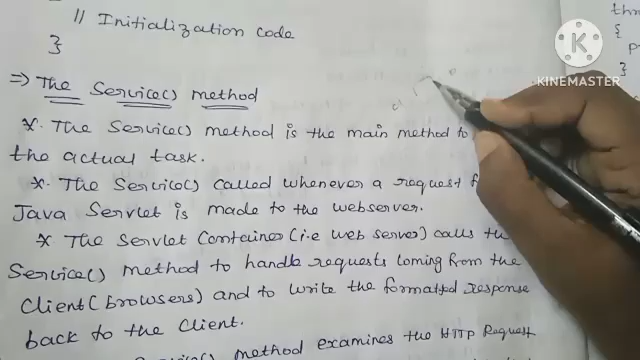 // Initialization code
}
thr
{
P
}
K
KINEMASTER
=> The Service() method
*. The Service() method is the main method to
the actual task.
*. The Service() called whenever a request f
Java Servlet is made to the webserver.
* The Servlet Container (i.e web server) calls the
Service() method to handle requests coming from the
Client (browsers) and to write the formatted response
back to the Client.
method examines the HTTP Request